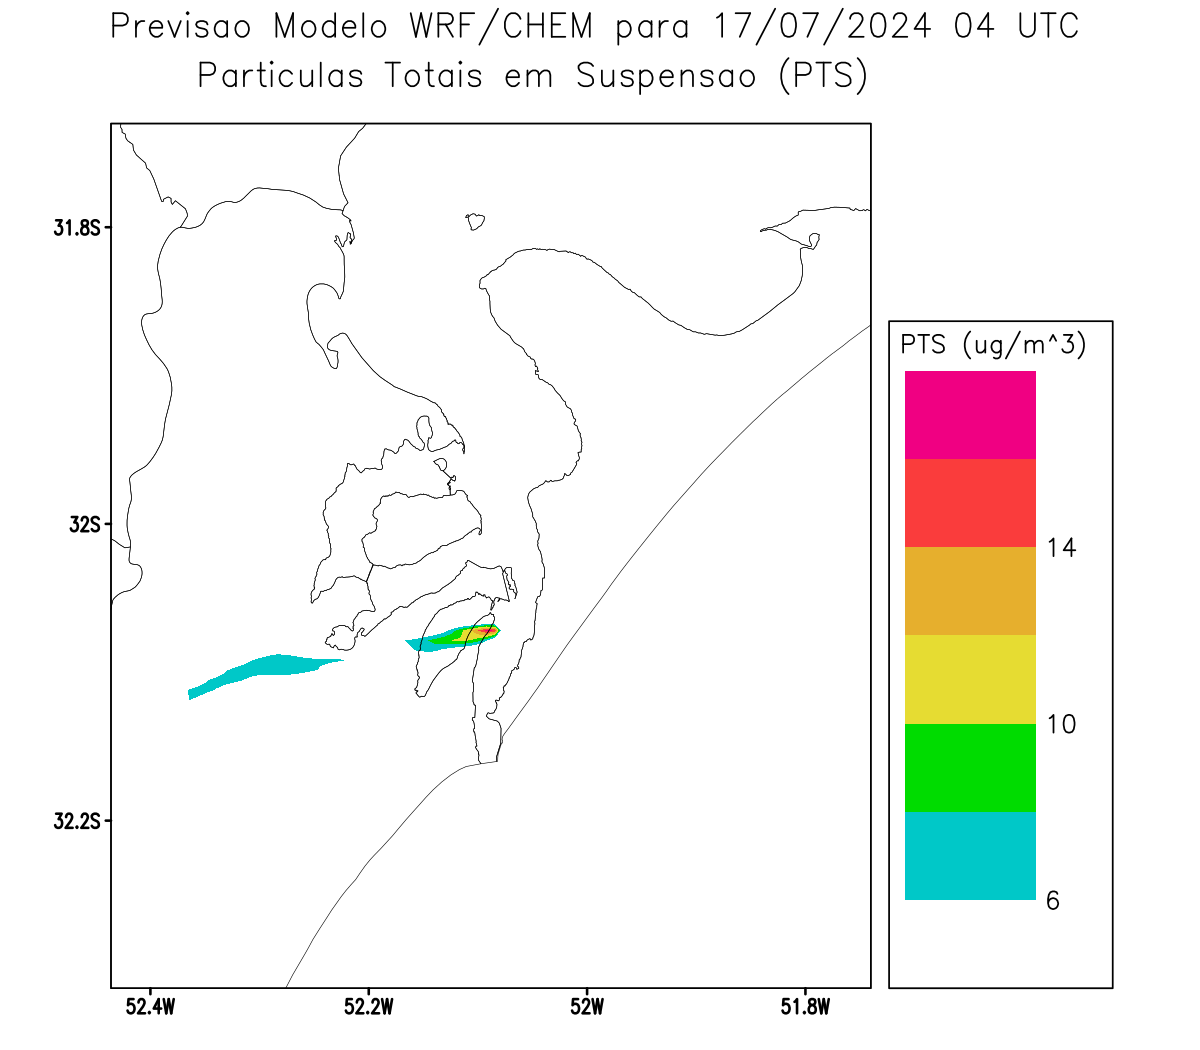 Previsao Modelo WRF/CHEM para 17/07/2024 04 UTC
Particulas Totais em Suspensao (PTS)
31.8S
32S
32.2S
52.4W
52.2W
52W
51.8W
PTS (ug/m^3)
14
10
6